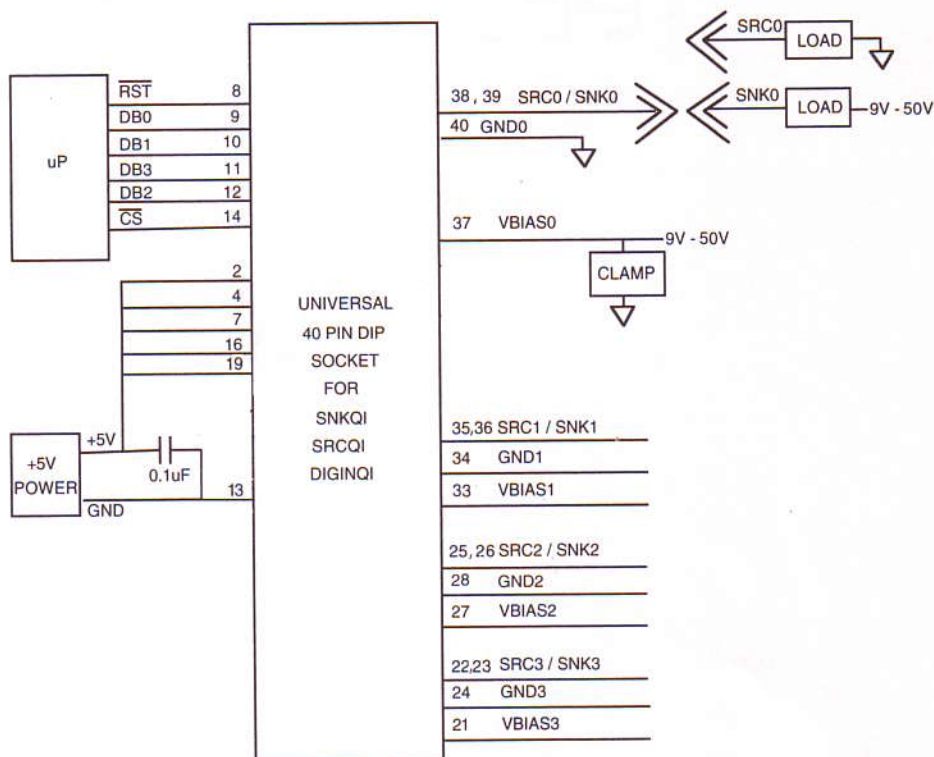 SRC0
LOAD
38, 39 SRC0 / SNK0
SNK0
LOAD
9V - 50V
40 GND0
RST 8
DB0 9
DB1 10
DB3 11
DB2 12
CS 14
uP
37 VBIAS0
9V - 50V
CLAMP
2
4
7
16
19
UNIVERSAL
40 PIN DIP
SOCKET
FOR
SNKQI
SRCQI
DIGINQI
+5V
POWER
+5V
0.1uF
GND
13
35,36 SRC1 / SNK1
34 GND1
33 VBIAS1
25, 26 SRC2 / SNK2
28 GND2
27 VBIAS2
22,23 SRC3 / SNK3
24 GND3
21 VBIAS3